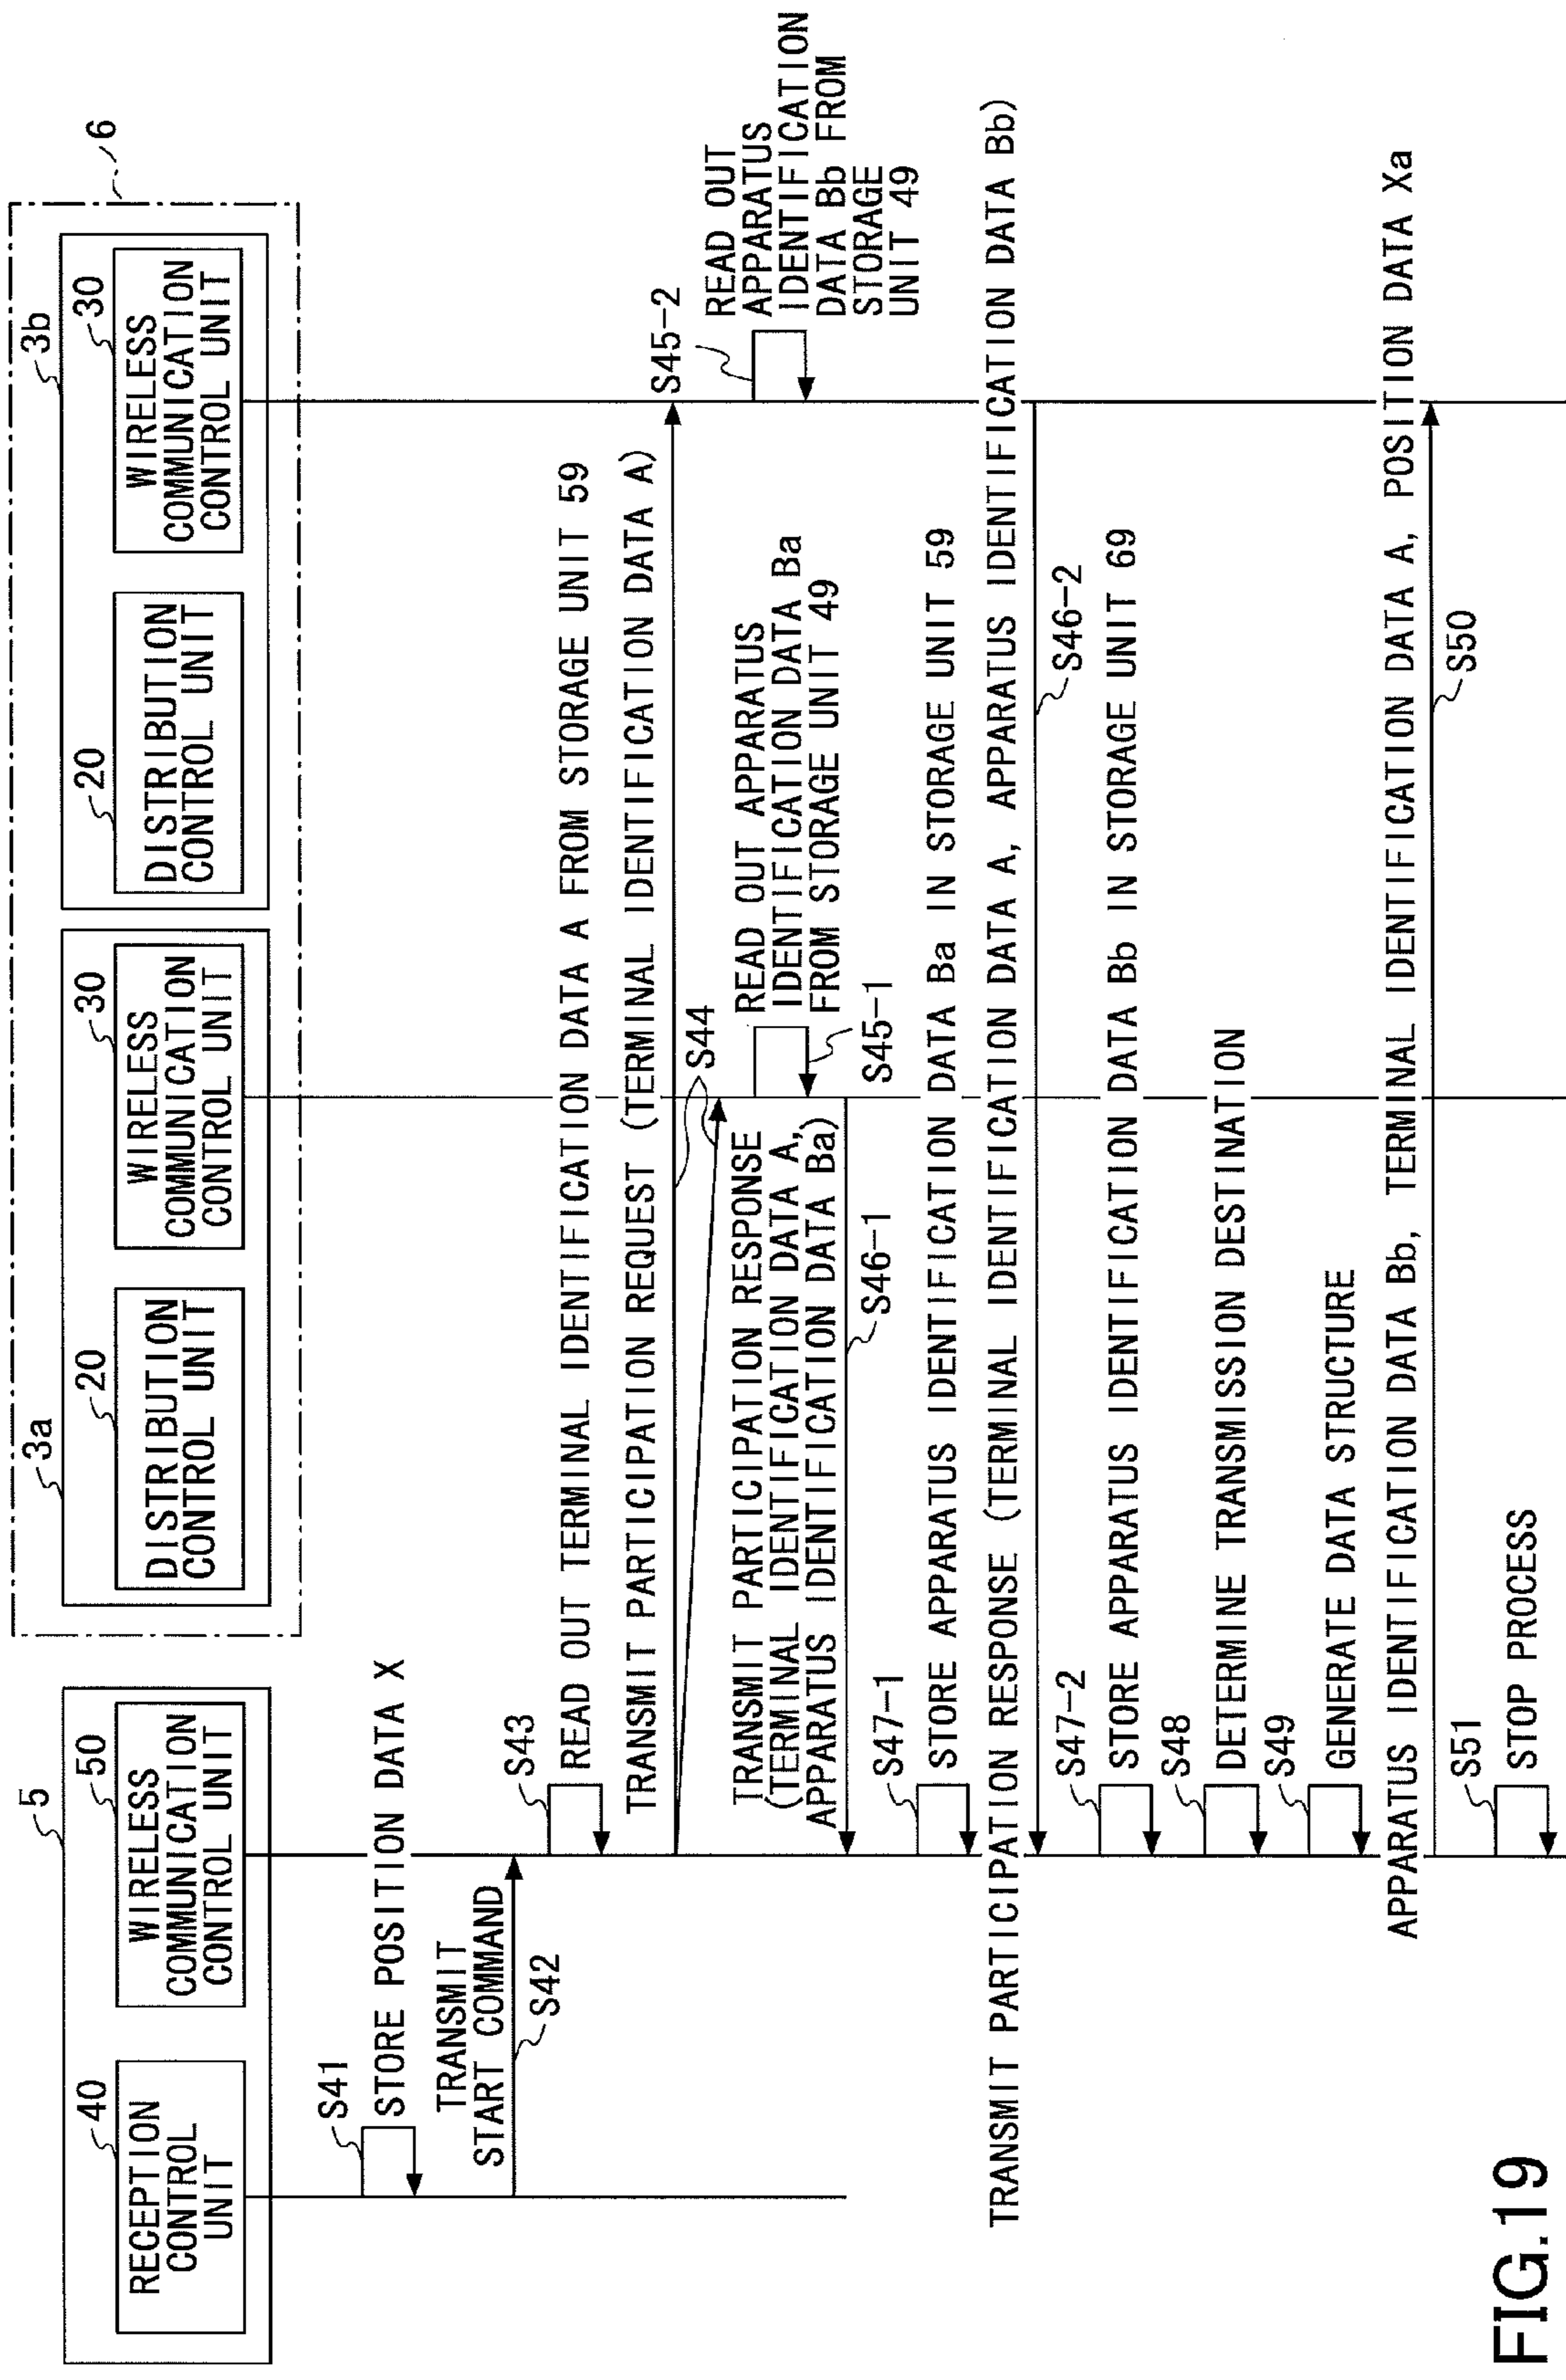 5
40
RECEPTION
CONTROL
UNIT
50
WIRELESS
COMMUNICATION
CONTROL UNIT
3a
20
DISTRIBUTION
CONTROL UNIT
30
WIRELESS
COMMUNICATION
CONTROL UNIT
3b
20
DISTRIBUTION
CONTROL UNIT
30
WIRELESS
COMMUNICATION
CONTROL UNIT
6
S41
STORE POSITION DATA X
TRANSMIT
START COMMAND
S42
S43
READ OUT TERMINAL IDENTIFICATION DATA A FROM STORAGE UNIT 59
TRANSMIT PARTICIPATION REQUEST (TERMINAL IDENTIFICATION DATA A)
S44
S45-2
READ OUT
APPARATUS
IDENTIFICATION
DATA Bb FROM
STORAGE
UNIT 49
READ OUT APPARATUS
IDENTIFICATION DATA Ba
FROM STORAGE UNIT 49
S45-1
TRANSMIT PARTICIPATION RESPONSE
(TERMINAL IDENTIFICATION DATA A,
APPARATUS IDENTIFICATION DATA Ba)
S46-1
S47-1
STORE APPARATUS IDENTIFICATION DATA Ba IN STORAGE UNIT 59
TRANSMIT PARTICIPATION RESPONSE (TERMINAL IDENTIFICATION DATA A, APPARATUS IDENTIFICATION DATA Bb)
S46-2
S47-2
STORE APPARATUS IDENTIFICATION DATA Bb IN STORAGE UNIT 69
S48
DETERMINE TRANSMISSION DESTINATION
S49
GENERATE DATA STRUCTURE
APPARATUS IDENTIFICATION DATA Bb, TERMINAL IDENTIFICATION DATA A, POSITION DATA Xa
S50
S51
STOP PROCESS
FIG.19